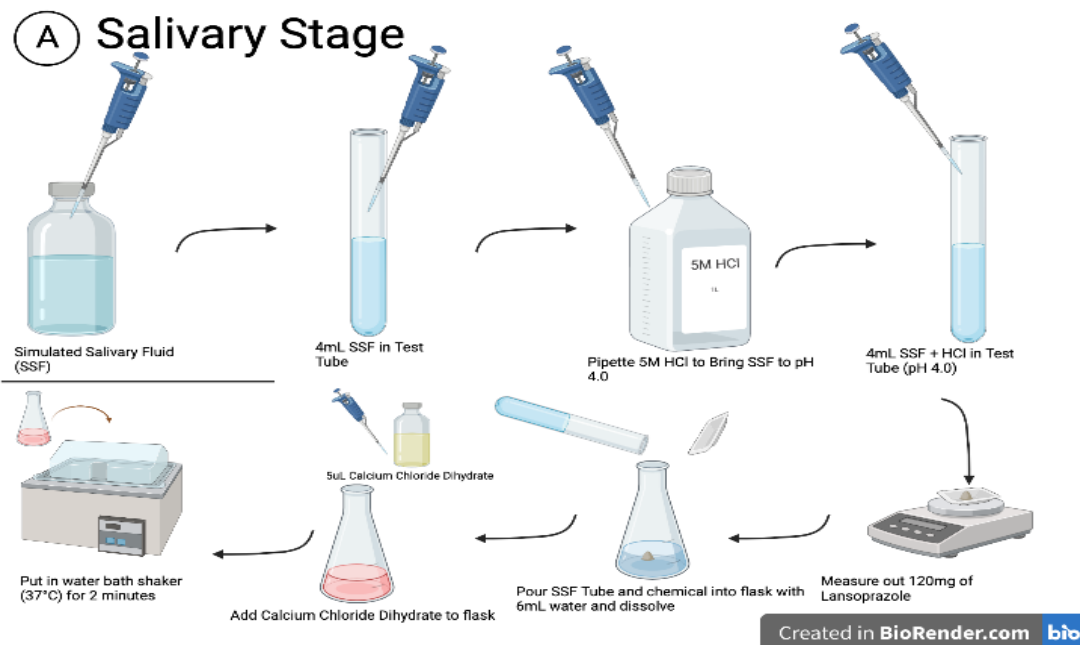 A Salivary Stage
Simulated Salivary Fluid
(SSF)
4mL SSF in Test
Tube
5M HCl
1L
Pipette 5M HCl to Bring SSF to pH
4.0
4mL SSF + HCl in Test
Tube (pH 4.0)
Measure out 120mg of
Lansoprazole
Pour SSF Tube and chemical into flask with
6mL water and dissolve
5uL Calcium Chloride Dihydrate
Add Calcium Chloride Dihydrate to flask
Put in water bath shaker
(37°C) for 2 minutes
Created in BioRender.com bio